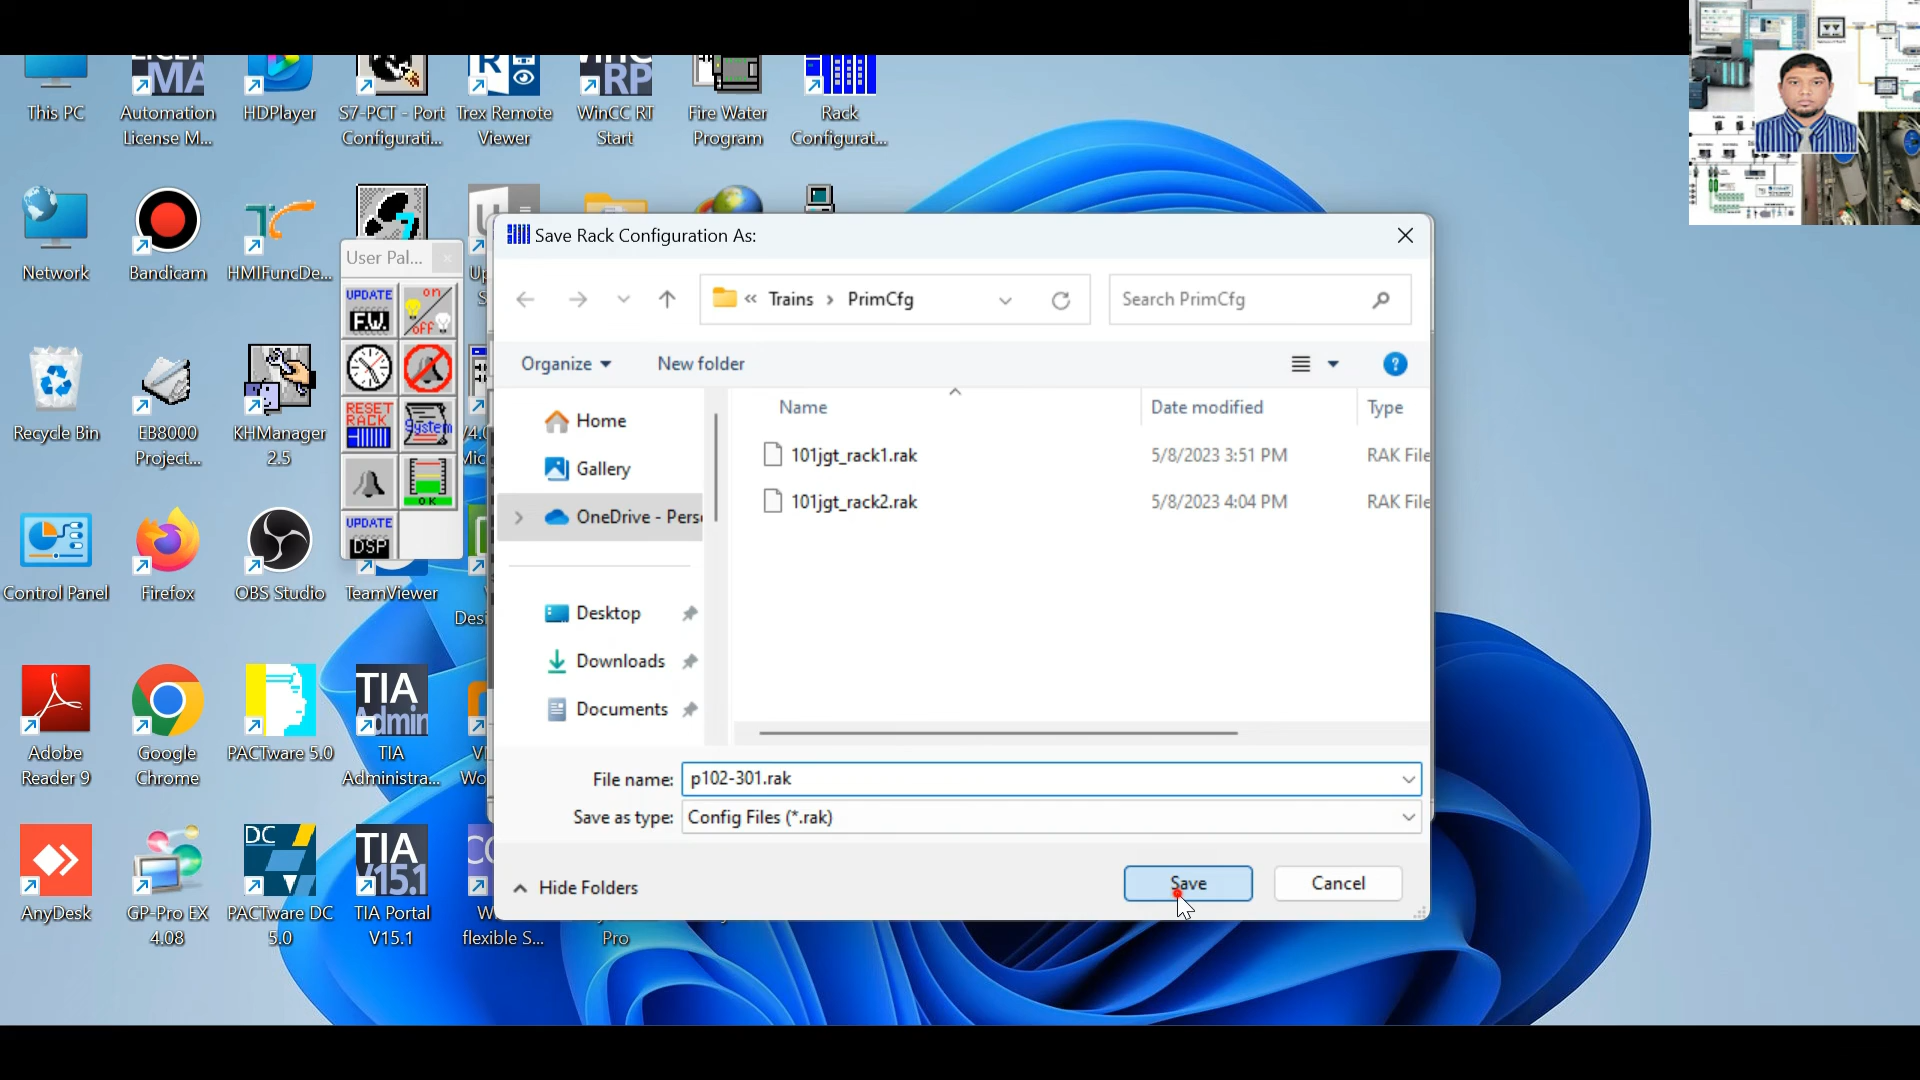 This PC
Automation
License M...
HDPlayer
S7-PCT - Port
Configurati...
Trex Remote
Viewer
WinCC RT
Start
Fire Water
Program
Rack
Configurat...
Network
Bandicam
HMIFuncDe...
User Pal...
UPDATE
F.W.
on
off
RESET
RACK
System
OK
UPDATE
DSP
Recycle Bin
EB8000
Project...
KHManager
2.5
Control Panel
Firefox
OBS Studio
TeamViewer
Adobe
Reader 9
Google
Chrome
PACTware 5.0
TIA
Admin
TIA
Administra...
AnyDesk
GP-Pro EX
4.08
DC
PACTware DC
5.0
TIA
V15.1
TIA Portal
V15.1
flexible S...
Pro
Save Rack Configuration As:
« Trains › PrimCfg
Search PrimCfg
Organize
New folder
?
Home
Gallery
OneDrive - Pers
Desktop
Downloads
Documents
Name
Date modified
Type
101jgt_rack1.rak
5/8/2023 3:51 PM
RAK File
101jgt_rack2.rak
5/8/2023 4:04 PM
RAK File
File name:
p102-301.rak
Save as type:
Config Files (*.rak)
Hide Folders
Save
Cancel